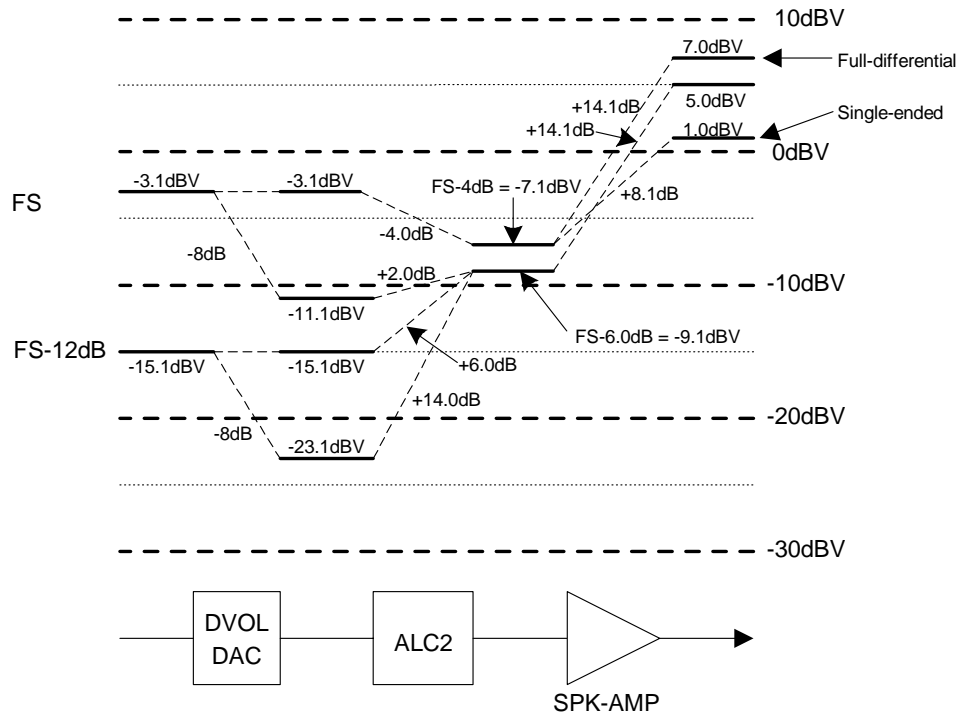 10dBV
7.0dBV
Full-differential
+14.1dB
5.0dBV
+14.1dB
1.0dBV
Single-ended
0dBV
FS
-3.1dBV
-3.1dBV
FS-4dB = -7.1dBV
+8.1dB
-4.0dB
-8dB
+2.0dB
-10dBV
-11.1dBV
FS-6.0dB = -9.1dBV
FS-12dB
-15.1dBV
-15.1dBV
+6.0dB
+14.0dB
-20dBV
-8dB
-23.1dBV
-30dBV
DVOL
DAC
ALC2
SPK-AMP